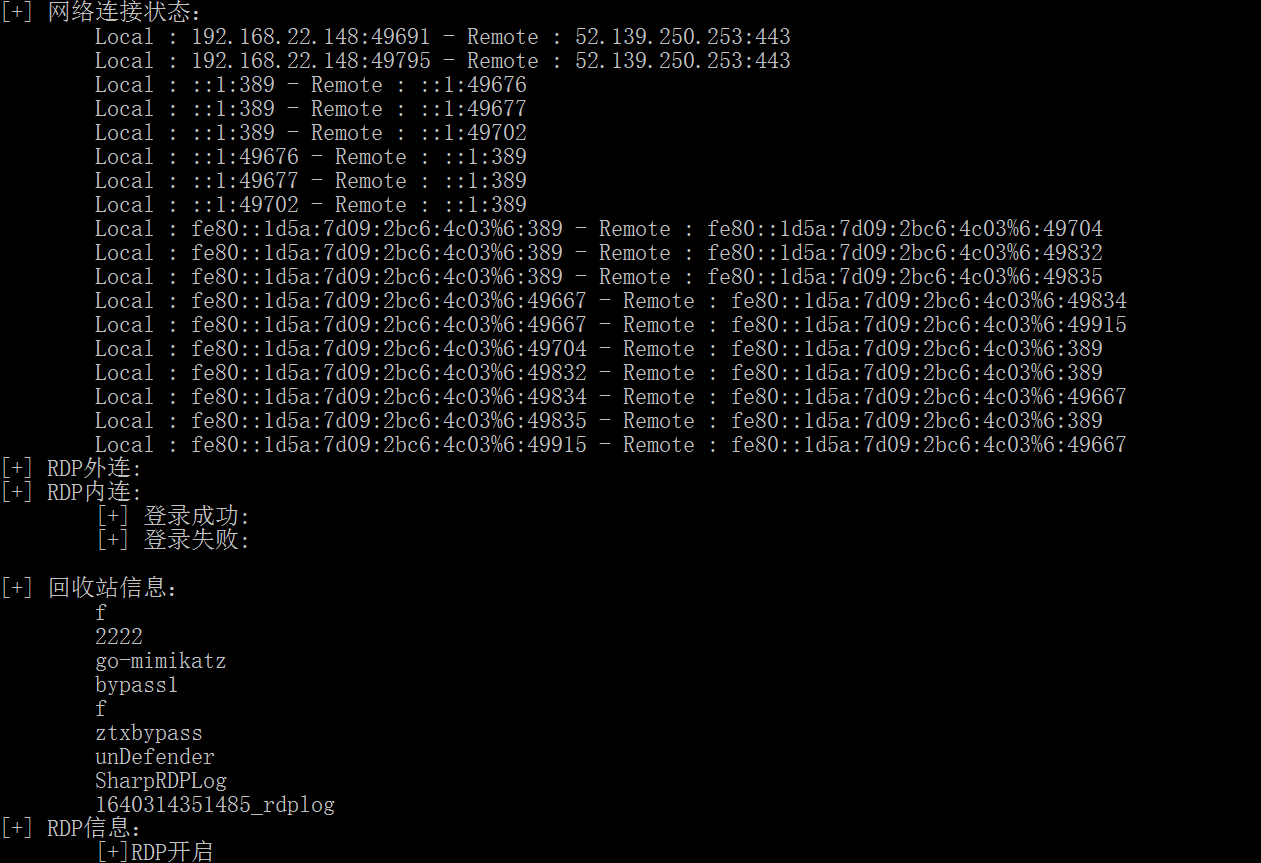 [+] 网络连接状态:
Local : 192.168.22.148:49691 - Remote : 52.139.250.253:443
Local : 192.168.22.148:49795 - Remote : 52.139.250.253:443
Local : ::1:389 - Remote : ::1:49676
Local : ::1:389 - Remote : ::1:49677
Local : ::1:389 - Remote : ::1:49702
Local : ::1:49676 - Remote : ::1:389
Local : ::1:49677 - Remote : ::1:389
Local : ::1:49702 - Remote : ::1:389
Local : fe80::1d5a:7d09:2bc6:4c03%6:389 - Remote : fe80::1d5a:7d09:2bc6:4c03%6:49704
Local : fe80::1d5a:7d09:2bc6:4c03%6:389 - Remote : fe80::1d5a:7d09:2bc6:4c03%6:49832
Local : fe80::1d5a:7d09:2bc6:4c03%6:389 - Remote : fe80::1d5a:7d09:2bc6:4c03%6:49835
Local : fe80::1d5a:7d09:2bc6:4c03%6:49667 - Remote : fe80::1d5a:7d09:2bc6:4c03%6:49834
Local : fe80::1d5a:7d09:2bc6:4c03%6:49667 - Remote : fe80::1d5a:7d09:2bc6:4c03%6:49915
Local : fe80::1d5a:7d09:2bc6:4c03%6:49704 - Remote : fe80::1d5a:7d09:2bc6:4c03%6:389
Local : fe80::1d5a:7d09:2bc6:4c03%6:49832 - Remote : fe80::1d5a:7d09:2bc6:4c03%6:389
Local : fe80::1d5a:7d09:2bc6:4c03%6:49834 - Remote : fe80::1d5a:7d09:2bc6:4c03%6:49667
Local : fe80::1d5a:7d09:2bc6:4c03%6:49835 - Remote : fe80::1d5a:7d09:2bc6:4c03%6:389
Local : fe80::1d5a:7d09:2bc6:4c03%6:49915 - Remote : fe80::1d5a:7d09:2bc6:4c03%6:49667
[+] RDP外连:
[+] RDP内连:
[+] 登录成功:
[+] 登录失败:
[+] 回收站信息:
f
2222
go-mimikatz
bypass1
f
ztxbypass
unDefender
SharpRDPLog
1640314351485_rdplog
[+] RDP信息:
[+]RDP开启